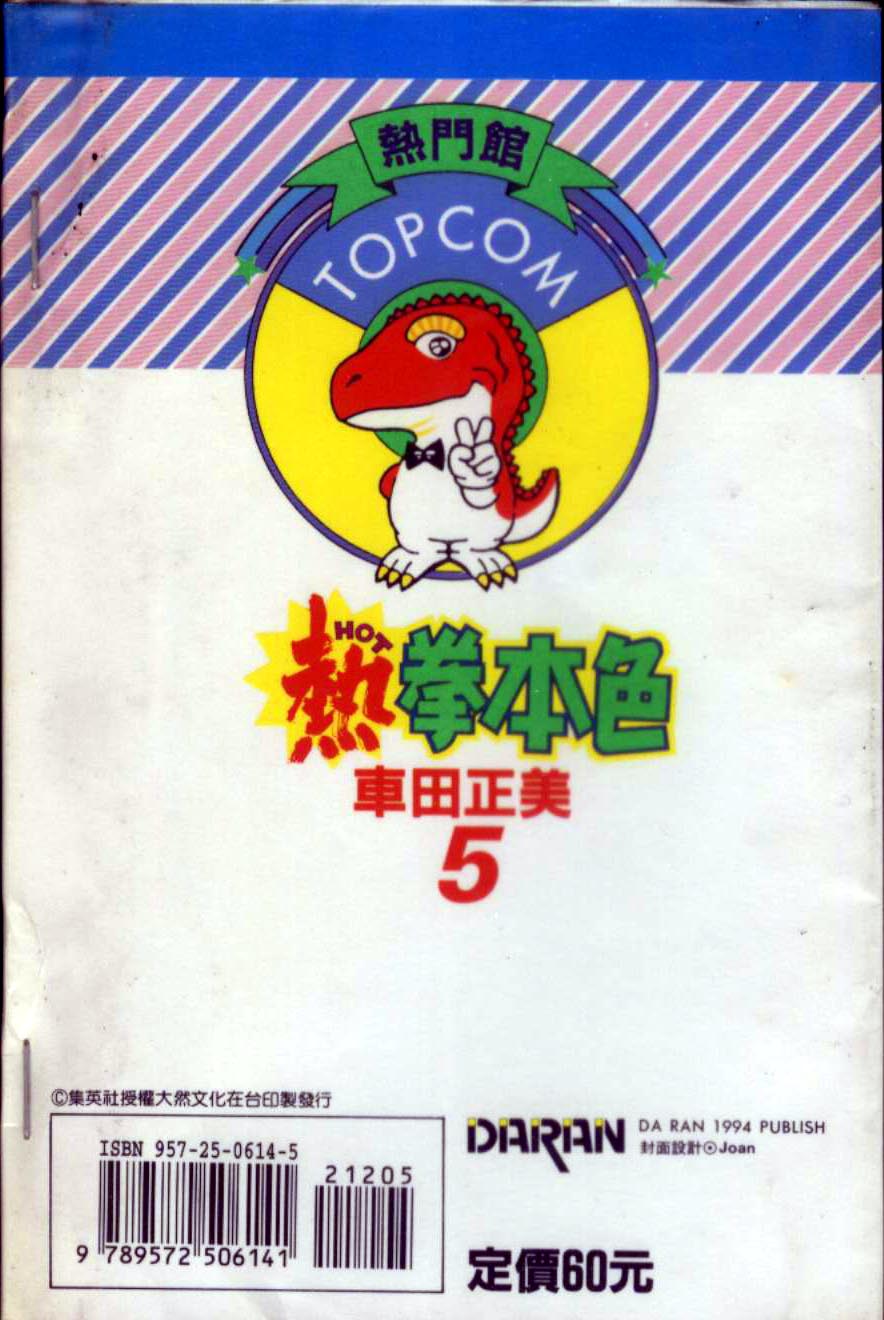 熱門館
TOPCOM
HOT
熱拳本色
車田正美
5
©集英社授權大然文化在台印製發行
ISBN 957-25-0614-5
21205
9 789572 506141
DARAN
DA RAN 1994 PUBLISH
封面設計⊙Joan
定價60元